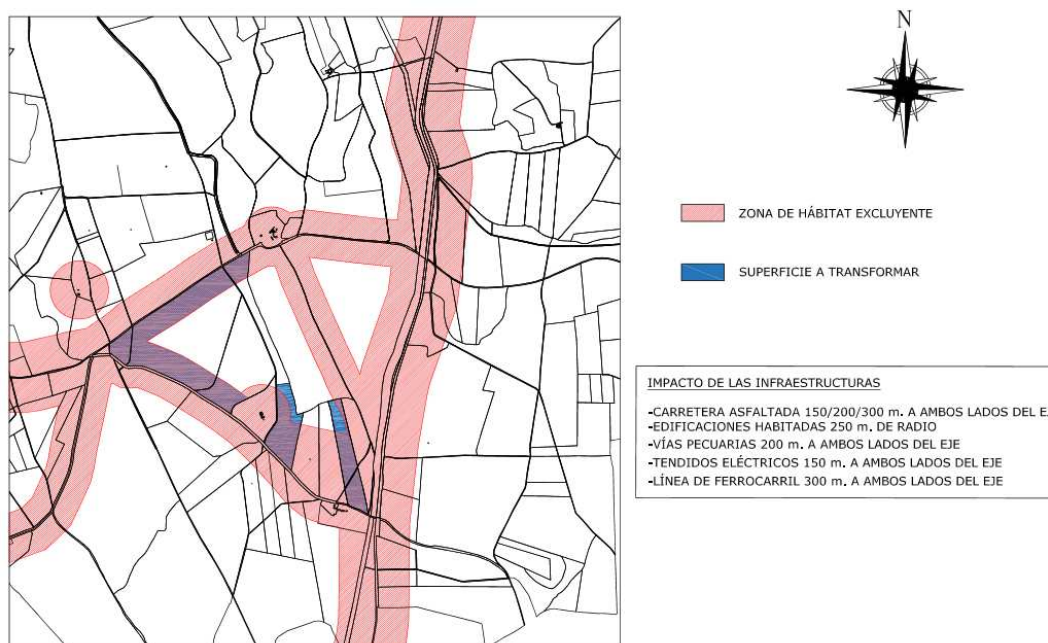 N
ZONA DE HÁBITAT EXCLUYENTE
SUPERFICIE A TRANSFORMAR
IMPACTO DE LAS INFRAESTRUCTURAS
-CARRETERA ASFALTADA 150/200/300 m. A AMBOS LADOS DEL E
-EDIFICACIONES HABITADAS 250 m. DE RADIO
-VÍAS PECUARIAS 200 m. A AMBOS LADOS DEL EJE
-TENDIDOS ELÉCTRICOS 150 m. A AMBOS LADOS DEL EJE
-LÍNEA DE FERROCARRIL 300 m. A AMBOS LADOS DEL EJE